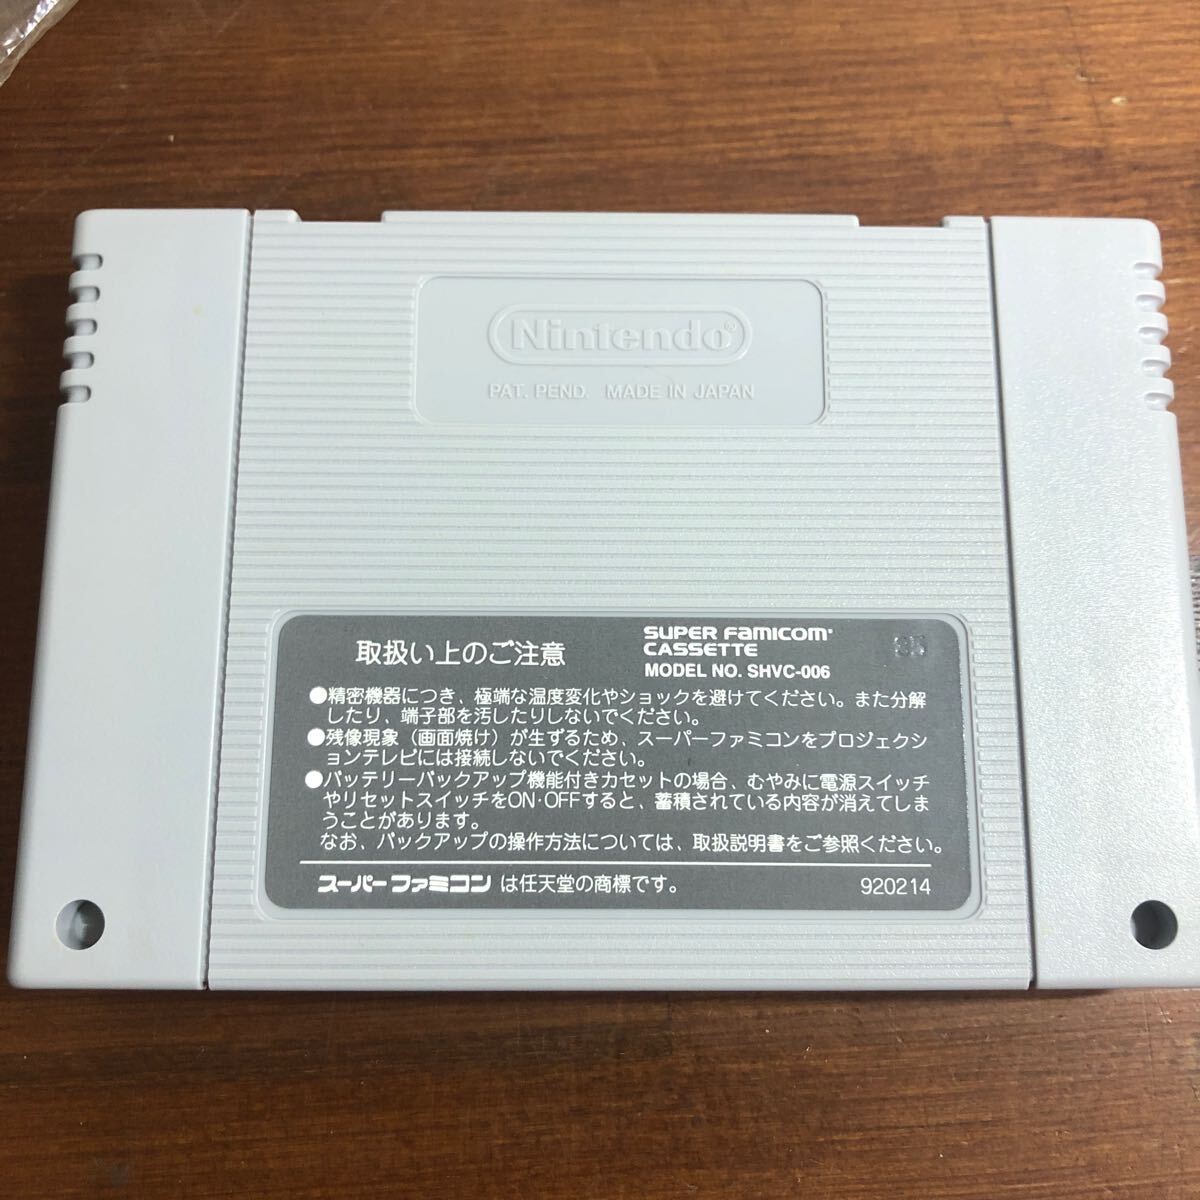 Nintendo®
PAT. PEND. MADE IN JAPAN
取扱い上のご注意
SUPER FAMICOM®
CASSETTE
MODEL NO. SHVC-006
●精密機器につき、極端な温度変化やショックを避けてください。また分解
したり、端子部を汚したりしないでください。
●残像現象（画面焼け）が生ずるため、スーパーファミコンをプロジェクシ
ョンテレビには接続しないでください。
●バッテリーバックアップ機能付きカセットの場合、むやみに電源スイッチ
やリセットスイッチをON・OFFすると、蓄積されている内容が消えてしま
うことがあります。
なお、バックアップの操作方法については、取扱説明書をご参照ください。
スーパーファミコン は任天堂の商標です。
920214